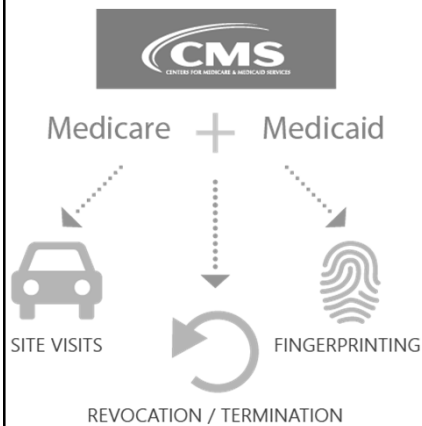 CMS
CENTERS FOR MEDICARE & MEDICAID SERVICES
Medicare + Medicaid
SITE VISITS
FINGERPRINTING
REVOCATION / TERMINATION